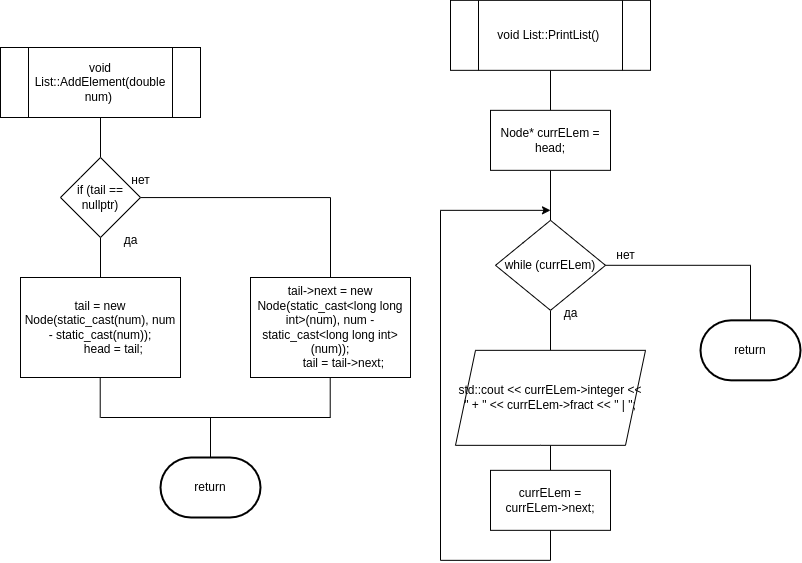 void
List::AddElement(double
num)
if (tail ==
nullptr)
нет
да
tail = new
Node(static_cast(num), num
- static_cast(num));
head = tail;
tail->next = new
Node(static_cast<long long
int>(num), num -
static_cast<long long int>
(num));
tail = tail->next;
return
void List::PrintList()
Node* currELem =
head;
while (currELem)
нет
да
return
std::cout << currELem->integer <<
" + " << currELem->fract << " | ";
currELem =
currELem->next;